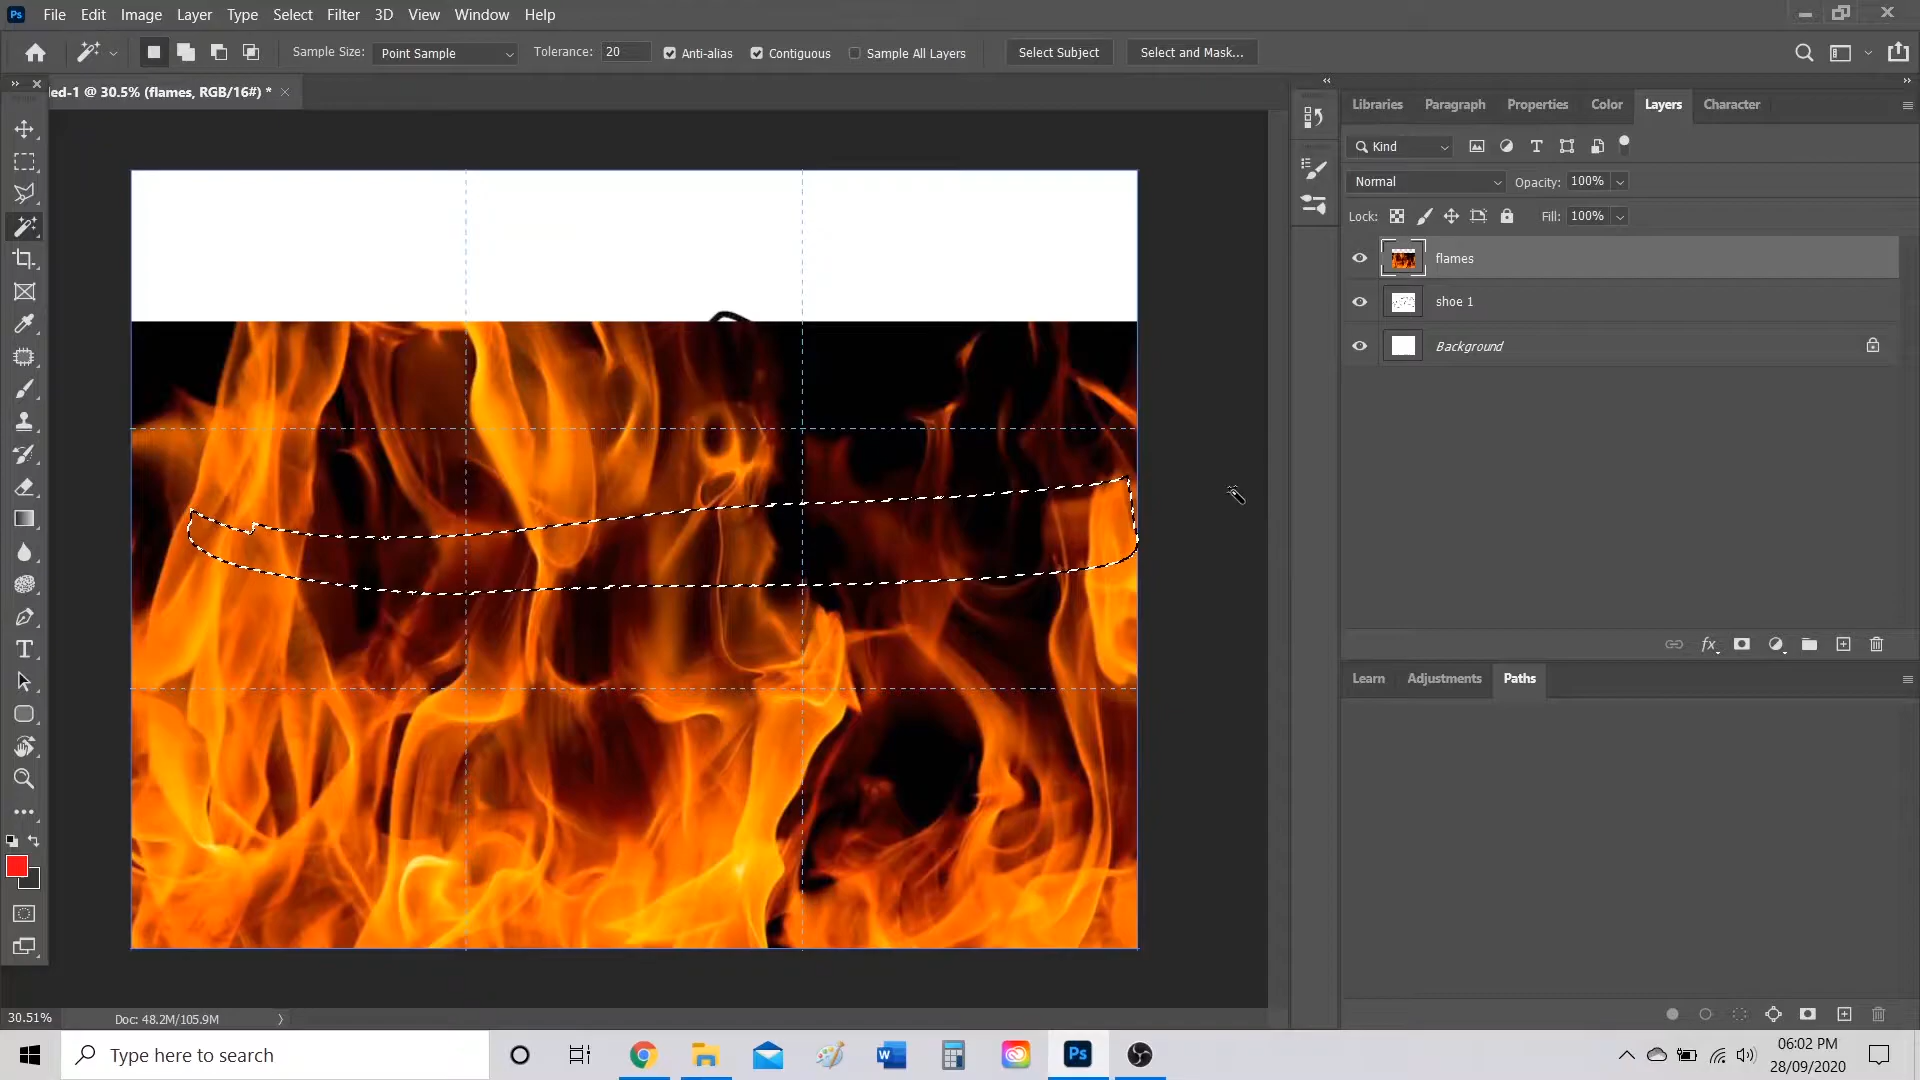 Ps File Edit Image Layer Type Select Filter 3D View Window Help
Sample Size: Point Sample Tolerance: 20 Anti-alias Contiguous Sample All Layers Select Subject Select and Mask...
led-1 @ 30.5% (flames, RGB/16#) *
Libraries Paragraph Properties Color Layers Character
Kind
Normal Opacity: 100%
Lock: Fill: 100%
flames
shoe 1
Background
fx
Learn Adjustments Paths
30.51% Doc: 48.2M/105.9M
Type here to search
W
Ps
06:02 PM
28/09/2020